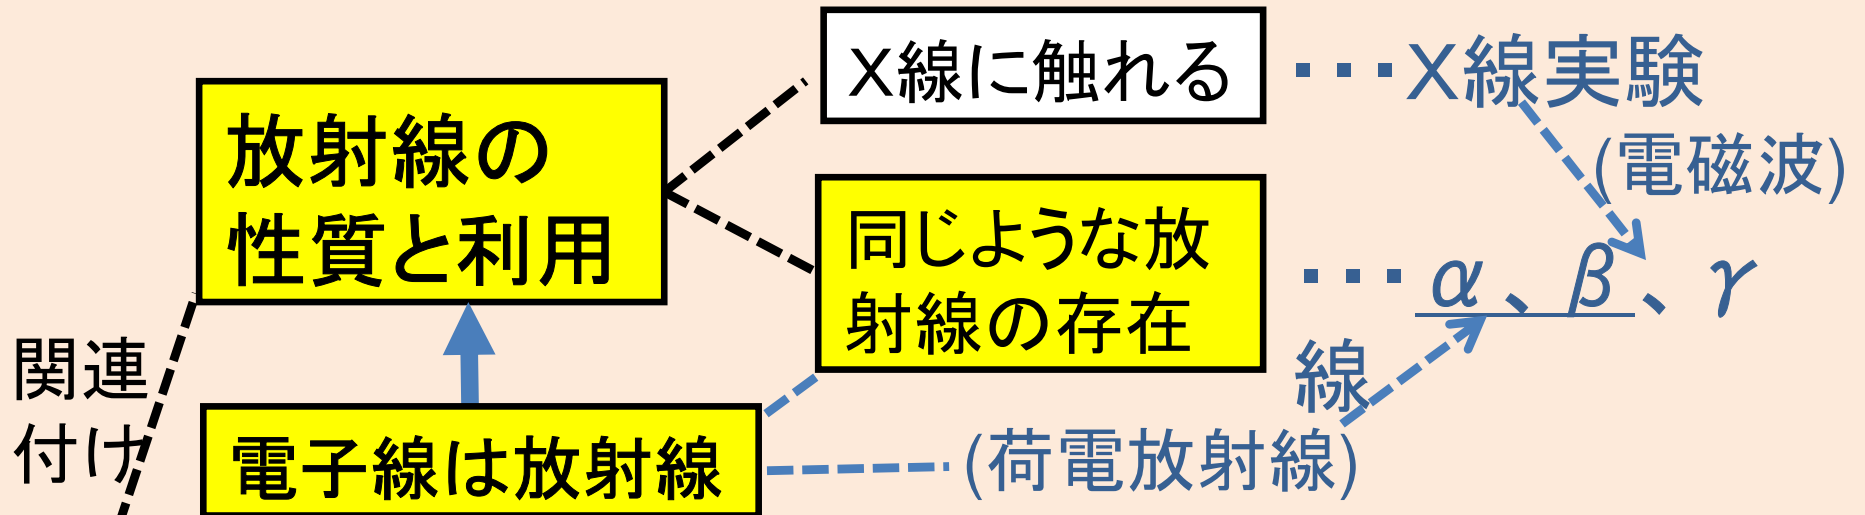 X線に触れる
・・・X線実験
(電磁波)
放射線の
性質と利用
同じような放
射線の存在
・・・α、β、γ
線
関連
付け
電子線は放射線
(荷電放射線)